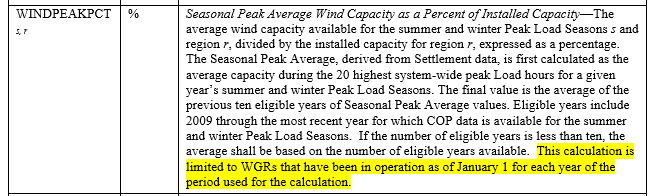 WINDPEAKPCT % Seasonal Peak Average Wind Capacity as a Percent of Installed Capacity—The
s, r average wind capacity available for the summer and winter Peak Load Seasons s and
region r, divided by the installed capacity for region r, expressed as a percentage.
The Seasonal Peak Average, derived from Settlement data, is first calculated as
the average capacity during the 20 highest system-wide peak Load hours for a given
year's summer and winter Peak Load Seasons. The final value is the average of the
previous ten eligible years of Seasonal Peak Average values. Eligible years include
2009 through the most recent year for which COP data is available for the summer
and winter Peak Load Seasons. If the number of eligible years is less than ten, the
average shall be based on the number of eligible years available. This calculation is
limited to WGRs that have been in operation as of January 1 for each year of the
period used for the calculation.